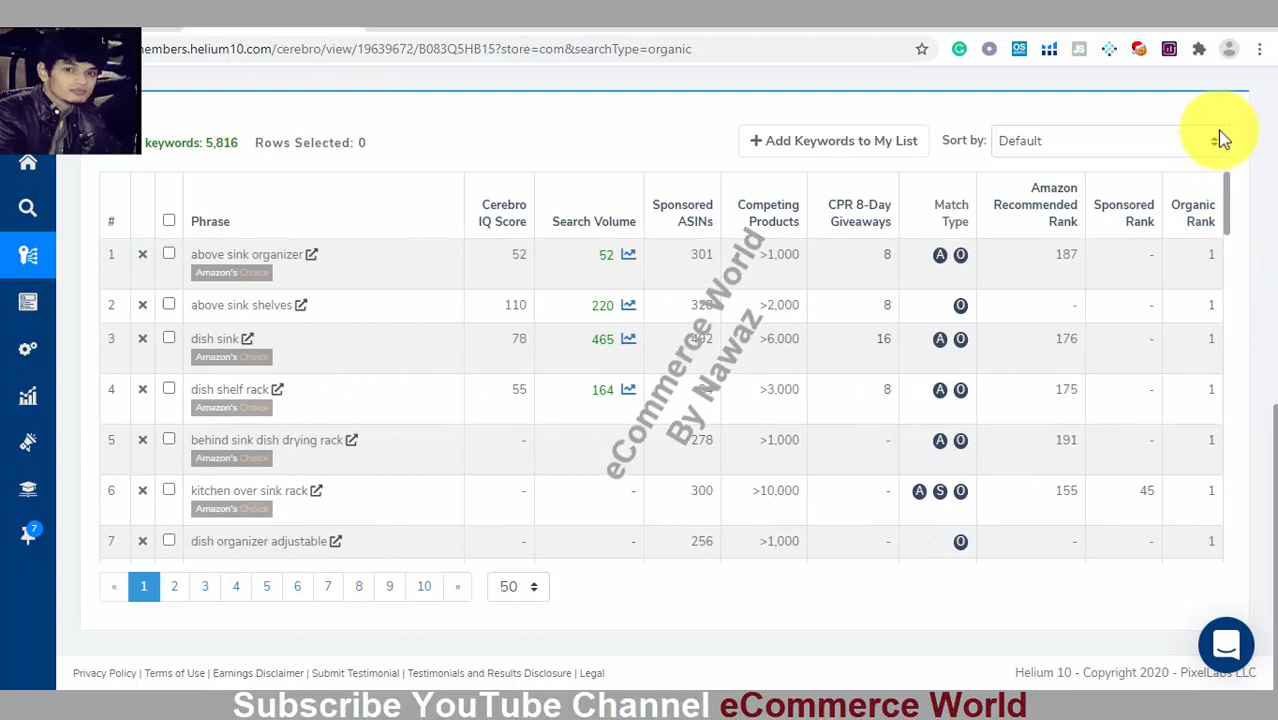 members.helium10.com/cerebro/view/19639672/B083Q5HB15?store=com&searchType=organic
keywords: 5,816 Rows Selected: 0 + Add Keywords to My List Sort by: Default
# Phrase Cerebro IQ Score Search Volume Sponsored ASINs Competing Products CPR 8-Day Giveaways Match Type Amazon Recommended Rank Sponsored Rank Organic Rank
1 above sink organizer 52 52 301 >1,000 8 A O 187 - 1
Amazon's Choice
2 above sink shelves 110 220 >2,000 8 O - - 1
3 dish sink 78 465 >6,000 16 A O 176 - 1
Amazon's Choice
4 dish shelf rack 55 164 >3,000 8 A O 175 - 1
Amazon's Choice
5 behind sink dish drying rack - - 278 >1,000 - A O 191 - 1
Amazon's Choice
6 kitchen over sink rack - - 300 >10,000 - A S O 155 45 1
Amazon's Choice
7 dish organizer adjustable - - 256 >1,000 - O - - 1
eCommerce World
By Nawaz
« 1 2 3 4 5 6 7 8 9 10 » 50
7
Privacy Policy | Terms of Use | Earnings Disclaimer | Submit Testimonial | Testimonials and Results Disclosure | Legal
Helium 10 - Copyright 2020 - PixelLabs LLC
Subscribe YouTube Channel eCommerce World